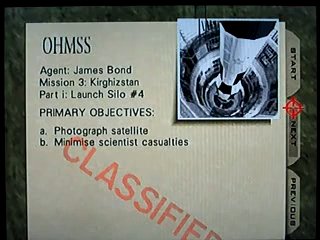 OHMSS
Agent: James Bond
Mission 3: Kirghizstan
Part i: Launch Silo #4
PRIMARY OBJECTIVES:
a. Photograph satellite
b. Minimise scientist casualties
CLASSIFIED
START
NEXT
PREVIOUS